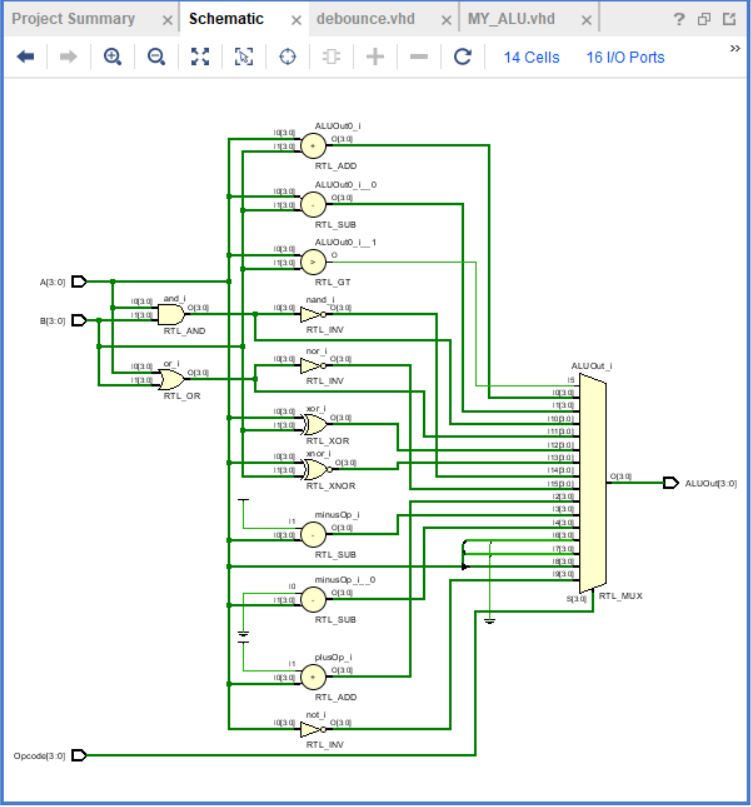 Project Summary × Schematic × debounce.vhd × MY_ALU.vhd × ?
14 Cells 16 I/O Ports »
ALUOut0_i
I0[3:0]
I1[3:0]
O[3:0]
+
RTL_ADD
ALUOut0_i__0
I0[3:0]
I1[3:0]
O[3:0]
-
RTL_SUB
ALUOut0_i__1
I0[3:0]
I1[3:0]
O
>
RTL_GT
A[3:0]
B[3:0]
and_i
I0[3:0]
I1[3:0]
O[3:0]
RTL_AND
nand_i
I0[3:0]
O[3:0]
RTL_INV
or_i
I0[3:0]
I1[3:0]
O[3:0]
RTL_OR
nor_i
I0[3:0]
O[3:0]
RTL_INV
xor_i
I0[3:0]
I1[3:0]
O[3:0]
RTL_XOR
xnor_i
I0[3:0]
I1[3:0]
O[3:0]
RTL_XNOR
minusOp_i
I1
I0[3:0]
O[3:0]
-
RTL_SUB
minusOp_i__0
I0
I1[3:0]
O[3:0]
-
RTL_SUB
plusOp_i
I1
I0[3:0]
O[3:0]
+
RTL_ADD
not_i
I0[3:0]
O[3:0]
RTL_INV
Opcode[3:0]
ALUOut_i
I5
I0[3:0]
I1[3:0]
I10[3:0]
I11[3:0]
I12[3:0]
I13[3:0]
I14[3:0]
I15[3:0]
I2[3:0]
I3[3:0]
I4[3:0]
I6[3:0]
I7[3:0]
I8[3:0]
I9[3:0]
S[3:0]
O[3:0]
RTL_MUX
ALUOut[3:0]